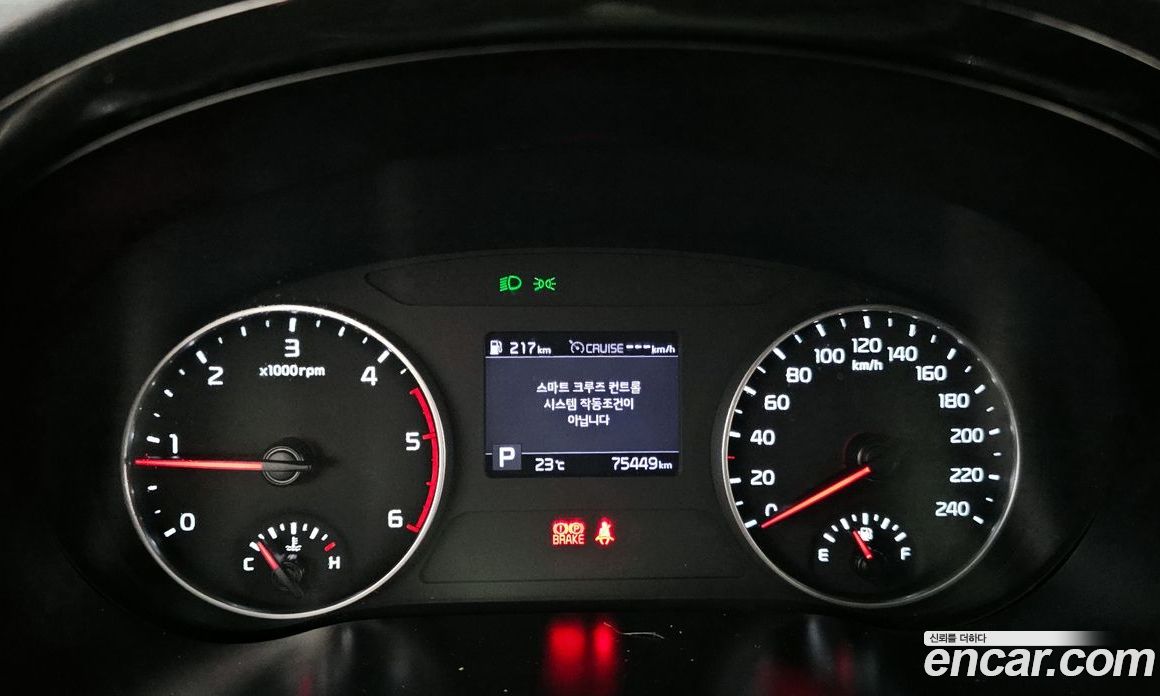 217km CRUISE ---km/h
스마트 크루즈 컨트롤
시스템 작동조건이
아닙니다
P 23℃ 75449km
0 1 2 3 4 5 6
x1000rpm
C H
0 20 40 60 80 100 120 140 160 180 200 220 240
km/h
E F
(!) (P)
BRAKE
신뢰를 더하다
encar.com